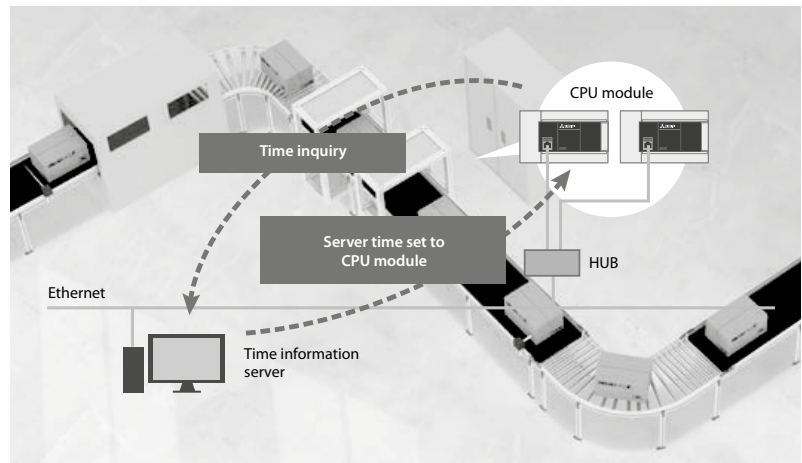 CPU module
Time inquiry
Server time set to
CPU module
HUB
Ethernet
Time information
server